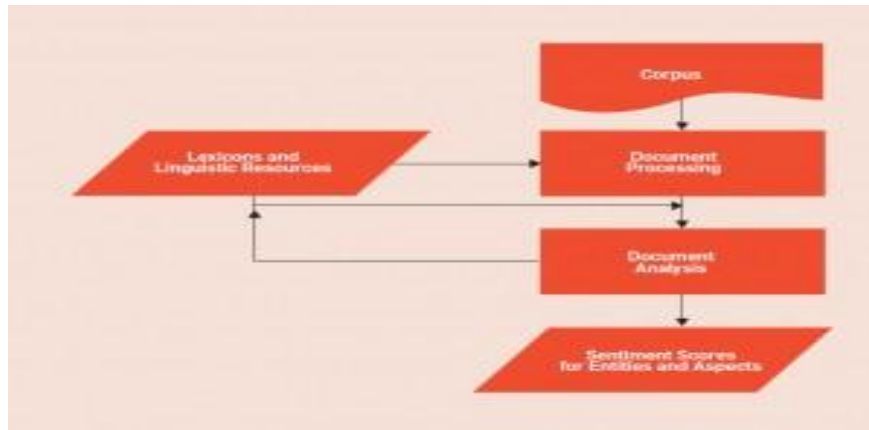 Corpus
Lexicons and
Linguistic Resources
Document
Processing
Document
Analysis
Sentiment Scores
for Entities and Aspects